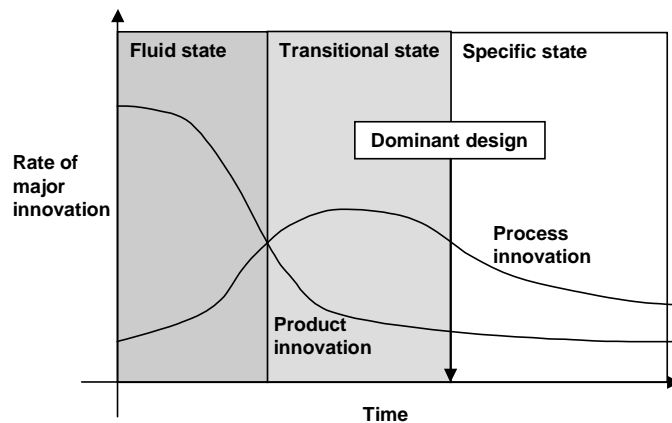 Fluid state
Transitional state
Specific state
Dominant design
Rate of
major
innovation
Process
innovation
Product
innovation
Time